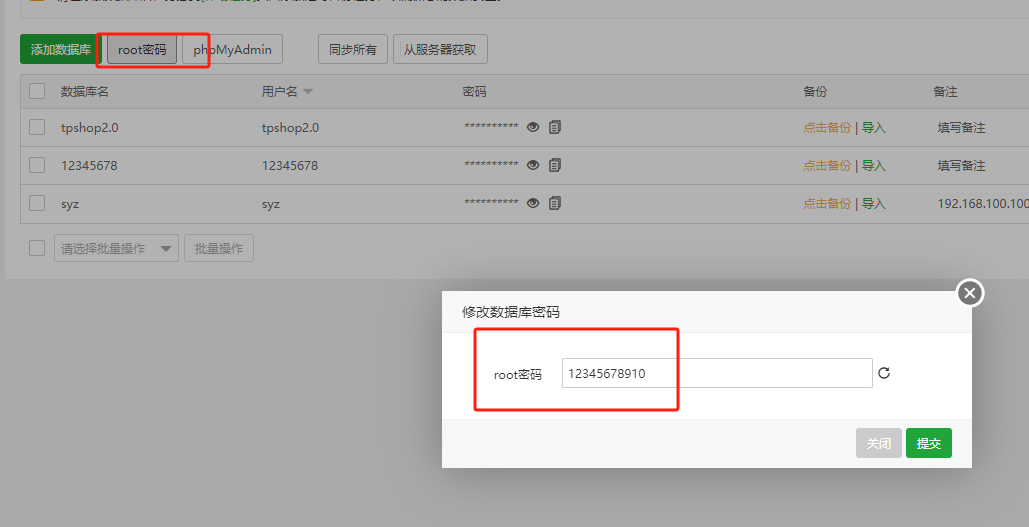 添加数据库 root密码 phpMyAdmin 同步所有 从服务器获取
数据库名 用户名 密码 备份 备注
tpshop2.0 tpshop2.0 ********** 点击备份 | 导入 填写备注
12345678 12345678 ********** 点击备份 | 导入 填写备注
syz syz ********** 点击备份 | 导入 192.168.100.100
请选择批量操作 批量操作
修改数据库密码
root密码 12345678910
关闭 提交